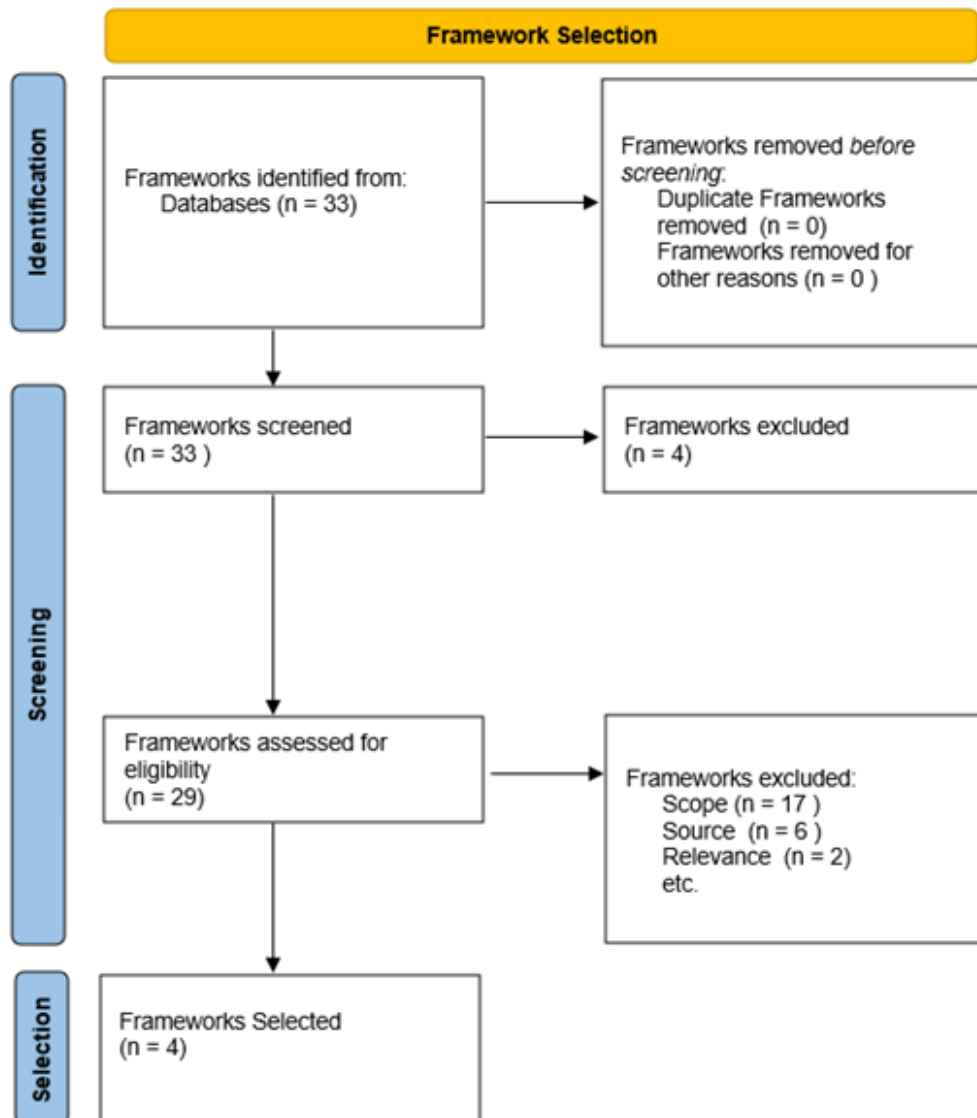 Framework Selection
Identification
Frameworks identified from:
Databases (n = 33)
Frameworks removed before
screening:
Duplicate Frameworks
removed  (n = 0)
Frameworks removed for
other reasons (n = 0 )
Screening
Frameworks screened
(n = 33 )
Frameworks excluded
(n = 4)
Frameworks assessed for
eligibility
(n = 29)
Frameworks excluded:
Scope (n = 17 )
Source  (n = 6 )
Relevance  (n = 2)
etc.
Selection
Frameworks Selected
(n = 4)